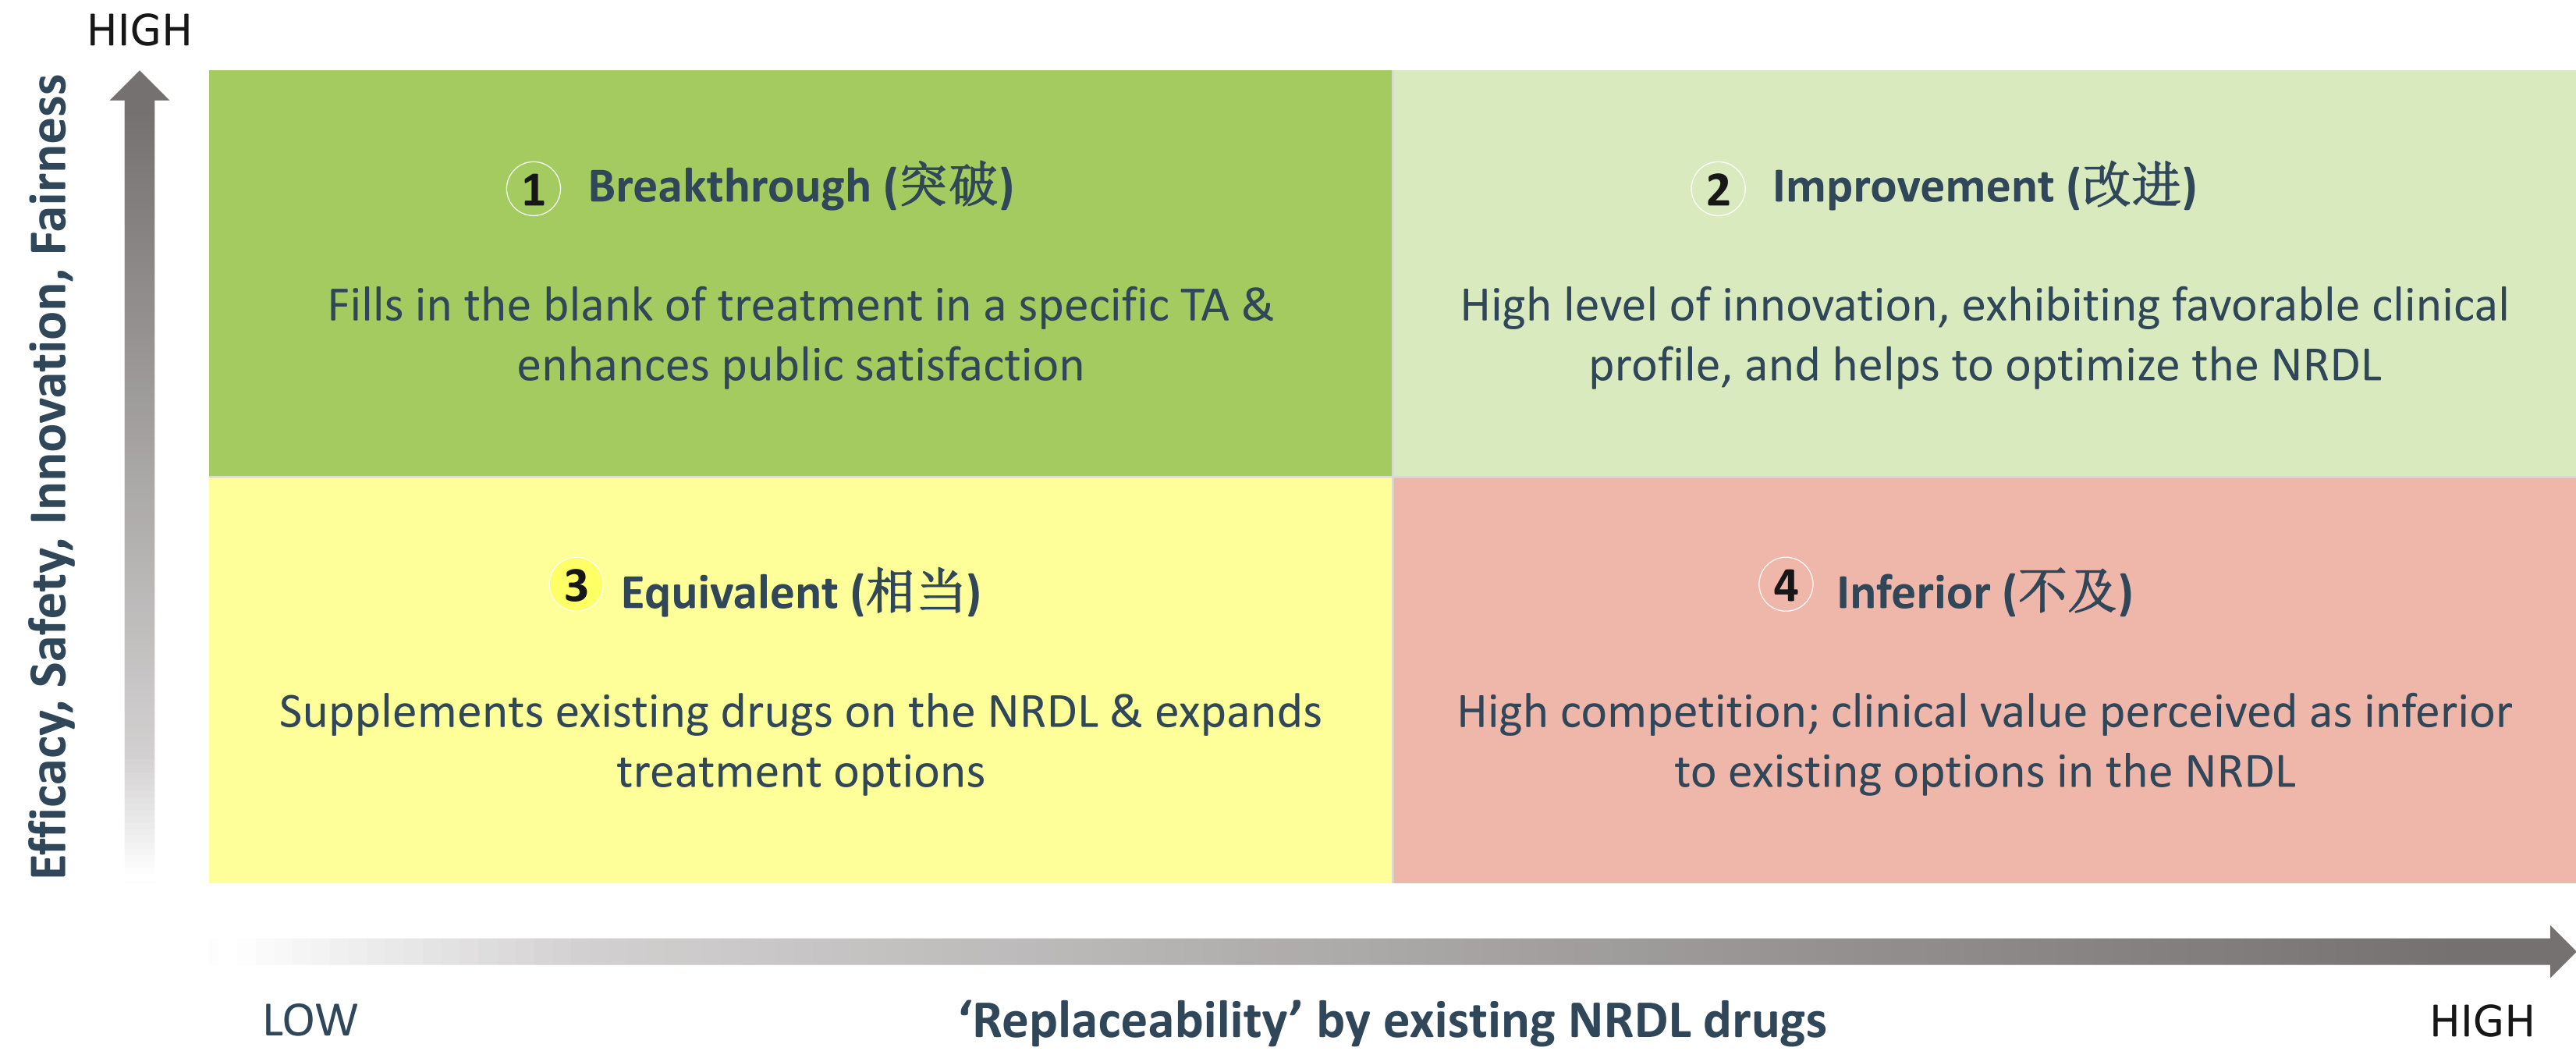 HIGH
Efficacy, Safety, Innovation, Fairness
1 Breakthrough (突破)
Fills in the blank of treatment in a specific TA &
enhances public satisfaction
2 Improvement (改进)
High level of innovation, exhibiting favorable clinical
profile, and helps to optimize the NRDL
3 Equivalent (相当)
Supplements existing drugs on the NRDL & expands
treatment options
4 Inferior (不及)
High competition; clinical value perceived as inferior
to existing options in the NRDL
LOW
‘Replaceability’ by existing NRDL drugs
HIGH